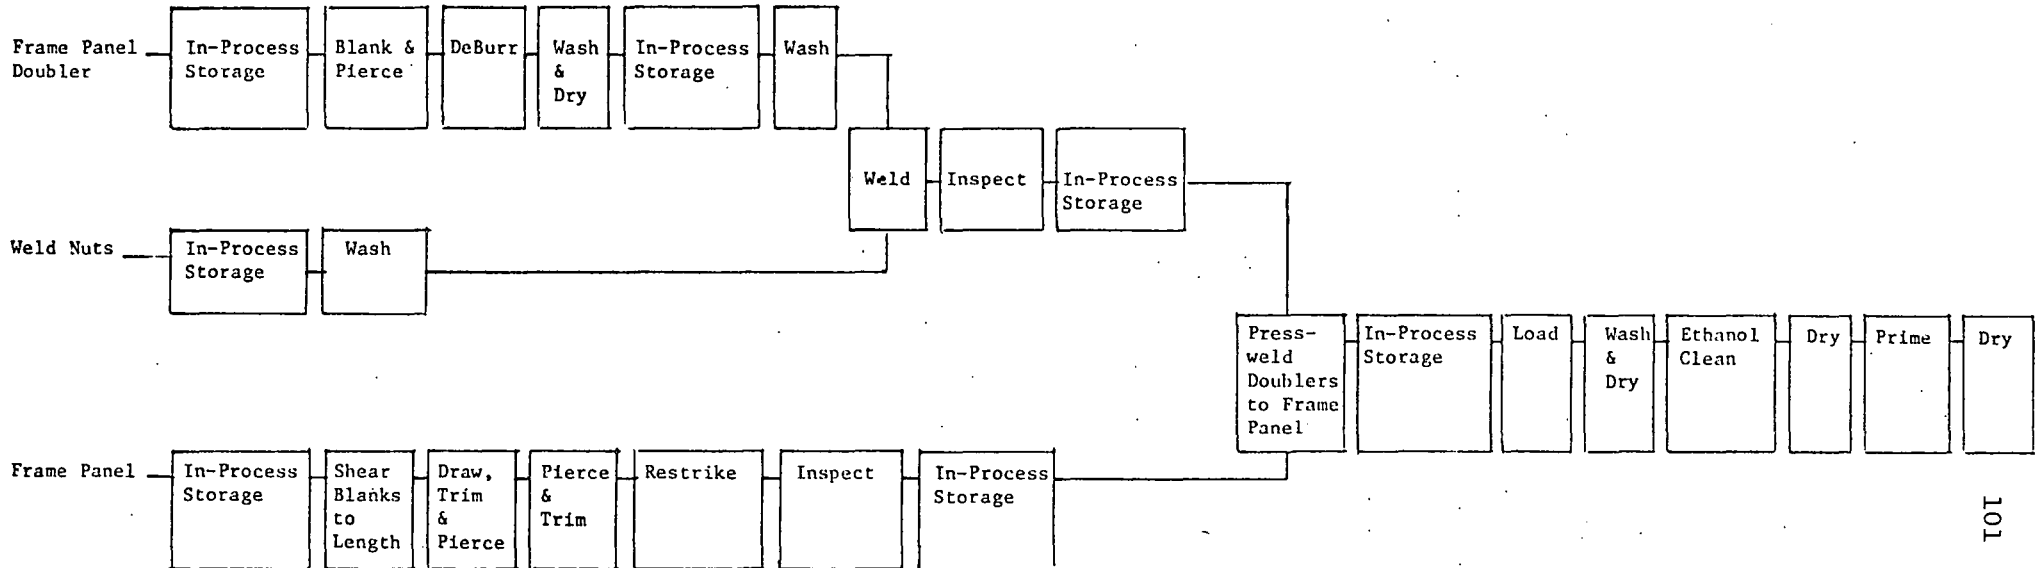 Frame Panel
Doubler
In-Process
Storage
Blank &
Pierce
DeBurr
Wash
&
Dry
In-Process
Storage
Wash
Weld
Inspect
In-Process
Storage
Weld Nuts
In-Process
Storage
Wash
Press-
weld
Doublers
to Frame
Panel
In-Process
Storage
Load
Wash
&
Dry
Ethanol
Clean
Dry
Prime
Dry
Frame Panel
In-Process
Storage
Shear
Blanks
to
Length
Draw,
Trim
&
Pierce
Pierce
&
Trim
Restrike
Inspect
In-Process
Storage
101